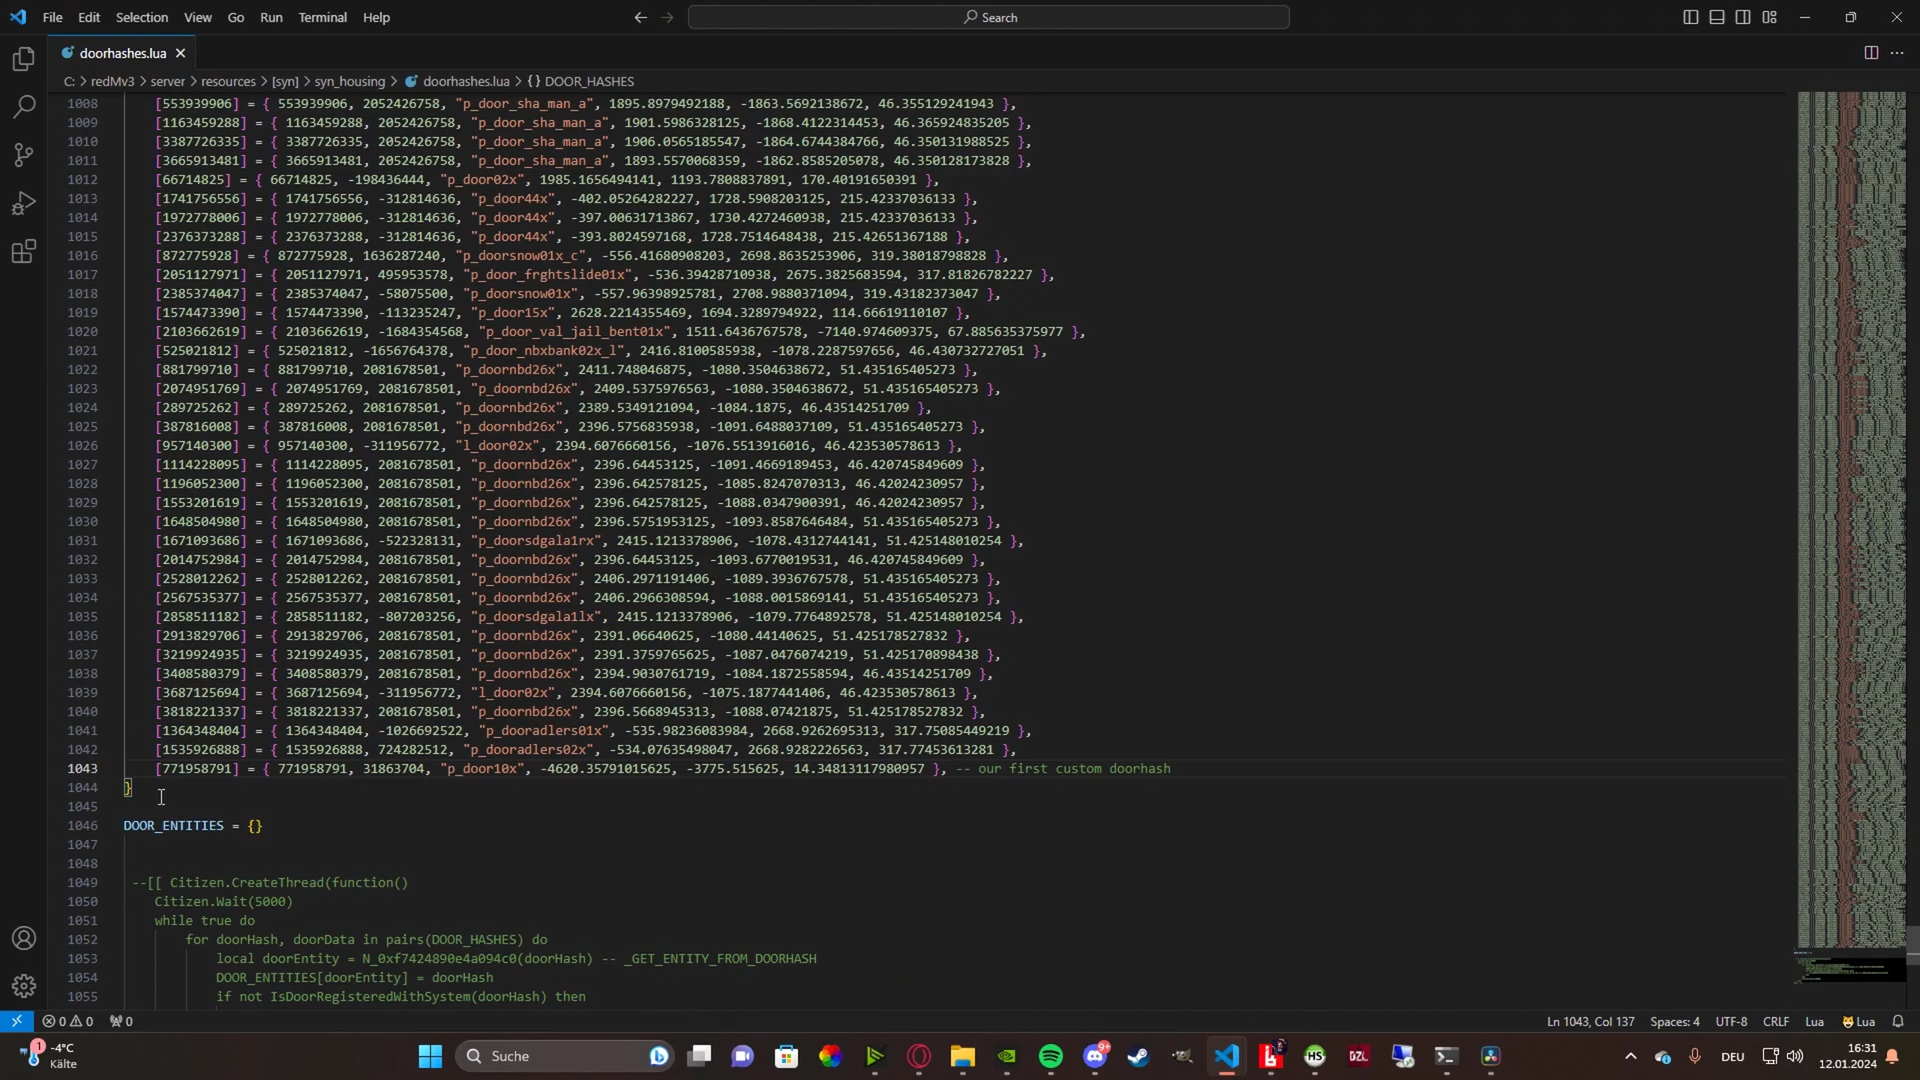 File Edit Selection View Go Run Terminal Help Search
doorhashes.lua
C: > redMv3 > server > resources > [syn] > syn_housing > doorhashes.lua > {} DOOR_HASHES
1008 [553939906] = { 553939906, 2052426758, "p_door_sha_man_a", 1895.8979492188, -1863.5692138672, 46.355129241943 },
1009 [1163459288] = { 1163459288, 2052426758, "p_door_sha_man_a", 1901.5986328125, -1868.4122314453, 46.365924835205 },
1010 [3387726335] = { 3387726335, 2052426758, "p_door_sha_man_a", 1906.0565185547, -1864.6744384766, 46.350131988525 },
1011 [3665913481] = { 3665913481, 2052426758, "p_door_sha_man_a", 1893.5570068359, -1862.8585205078, 46.350128173828 },
1012 [66714825] = { 66714825, -198436444, "p_door02x", 1985.1656494141, 1193.7808837891, 170.40191650391 },
1013 [1741756556] = { 1741756556, -312814636, "p_door44x", -402.05264282227, 1728.5908203125, 215.42337036133 },
1014 [1972778006] = { 1972778006, -312814636, "p_door44x", -397.00631713867, 1730.4272460938, 215.42337036133 },
1015 [2376373288] = { 2376373288, -312814636, "p_door44x", -393.8024597168, 1728.7514648438, 215.42651367188 },
1016 [872775928] = { 872775928, 1636287240, "p_doorsnow01x_c", -556.41680908203, 2698.8635253906, 319.38018798828 },
1017 [2051127971] = { 2051127971, 495953578, "p_door_frghtslide01x", -536.39428710938, 2675.3825683594, 317.81826782227 },
1018 [2385374047] = { 2385374047, -58075500, "p_doorsnow01x", -557.96398925781, 2708.9880371094, 319.43182373047 },
1019 [1574473390] = { 1574473390, -113235247, "p_door15x", 2628.2214355469, 1694.3289794922, 114.66619110107 },
1020 [2103662619] = { 2103662619, -1684354568, "p_door_val_jail_bent01x", 1511.6436767578, -7140.974609375, 67.885635375977 },
1021 [525021812] = { 525021812, -1656764378, "p_door_nbxbank02x_l", 2416.8100585938, -1078.2287597656, 46.430732727051 },
1022 [881799710] = { 881799710, 2081678501, "p_doornbd26x", 2411.748046875, -1080.3504638672, 51.435165405273 },
1023 [2074951769] = { 2074951769, 2081678501, "p_doornbd26x", 2409.5375976563, -1080.3504638672, 51.435165405273 },
1024 [289725262] = { 289725262, 2081678501, "p_doornbd26x", 2389.5349121094, -1084.1875, 46.43514251709 },
1025 [387816008] = { 387816008, 2081678501, "p_doornbd26x", 2396.5756835938, -1091.6488037109, 51.435165405273 },
1026 [957140300] = { 957140300, -311956772, "l_door02x", 2394.6076660156, -1076.5513916016, 46.423530578613 },
1027 [1114228095] = { 1114228095, 2081678501, "p_doornbd26x", 2396.64453125, -1091.4669189453, 46.420745849609 },
1028 [1196052300] = { 1196052300, 2081678501, "p_doornbd26x", 2396.642578125, -1085.8247070313, 46.42024230957 },
1029 [1553201619] = { 1553201619, 2081678501, "p_doornbd26x", 2396.642578125, -1088.0347900391, 46.42024230957 },
1030 [1648504980] = { 1648504980, 2081678501, "p_doornbd26x", 2396.5751953125, -1093.8587646484, 51.435165405273 },
1031 [1671093686] = { 1671093686, -522328131, "p_doorsdgala1rx", 2415.1213378906, -1078.4312744141, 51.425148010254 },
1032 [2014752984] = { 2014752984, 2081678501, "p_doornbd26x", 2396.64453125, -1093.6770019531, 46.420745849609 },
1033 [2528012262] = { 2528012262, 2081678501, "p_doornbd26x", 2406.2971191406, -1089.3936767578, 51.435165405273 },
1034 [2567535377] = { 2567535377, 2081678501, "p_doornbd26x", 2406.2966308594, -1088.0015869141, 51.435165405273 },
1035 [2858511182] = { 2858511182, -807203256, "p_doorsdgala1lx", 2415.1213378906, -1079.7764892578, 51.425148010254 },
1036 [2913829706] = { 2913829706, 2081678501, "p_doornbd26x", 2391.06640625, -1080.44140625, 51.425178527832 },
1037 [3219924935] = { 3219924935, 2081678501, "p_doornbd26x", 2391.3759765625, -1087.0476074219, 51.425170898438 },
1038 [3408580379] = { 3408580379, 2081678501, "p_doornbd26x", 2394.9030761719, -1084.1872558594, 46.43514251709 },
1039 [3687125694] = { 3687125694, -311956772, "l_door02x", 2394.6076660156, -1075.1877441406, 46.423530578613 },
1040 [3818221337] = { 3818221337, 2081678501, "p_doornbd26x", 2396.5668945313, -1088.07421875, 51.425178527832 },
1041 [1364348404] = { 1364348404, -1026692522, "p_dooradlers01x", -535.98236083984, 2668.9262695313, 317.75085449219 },
1042 [1535926888] = { 1535926888, 724282512, "p_dooradlers02x", -534.07635498047, 2668.9282226563, 317.77453613281 },
1043 [771958791] = { 771958791, 31863704, "p_door10x", -4620.35791015625, -3775.515625, 14.34813117980957 }, -- our first custom doorhash
1044 }
1045
1046 DOOR_ENTITIES = {}
1047
1048
1049 --[[ Citizen.CreateThread(function()
1050 Citizen.Wait(5000)
1051 while true do
1052 for doorHash, doorData in pairs(DOOR_HASHES) do
1053 local doorEntity = N_0xf7424890e4a094c0(doorHash) -- _GET_ENTITY_FROM_DOORHASH
1054 DOOR_ENTITIES[doorEntity] = doorHash
1055 if not IsDoorRegisteredWithSystem(doorHash) then
0 0 0 Ln 1043, Col 137 Spaces: 4 UTF-8 CRLF Lua Lua
1 -4°C
Kälte
Suche
9+
HS
DZL
DEU
16:31
12.01.2024